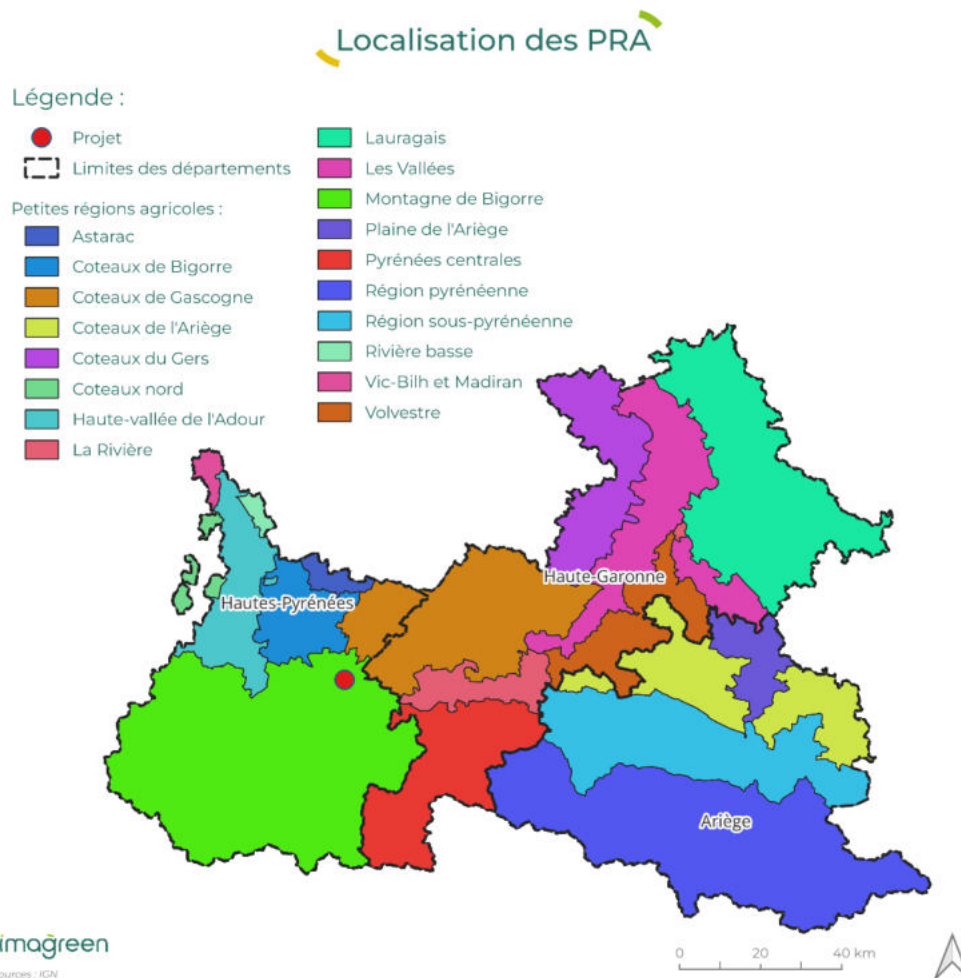 Localisation des PRA
Légende :
Projet
Limites des départements
Petites régions agricoles :
Astarac
Coteaux de Bigorre
Coteaux de Gascogne
Coteaux de l'Ariège
Coteaux du Gers
Coteaux nord
Haute-vallée de l'Adour
La Rivière
Lauragais
Les Vallées
Montagne de Bigorre
Plaine de l'Ariège
Pyrénées centrales
Région pyrénéenne
Région sous-pyrénéenne
Rivière basse
Vic-Bilh et Madiran
Volvestre
Haute-Garonne
Hautes-Pyrénées
Ariège
imagreen
ources : IGN
0 20 40 km